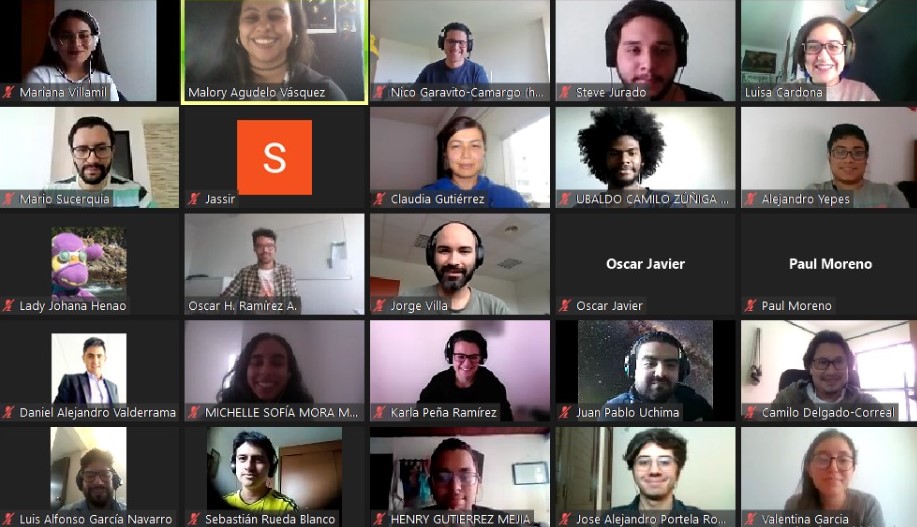 Mariana Villamil
Malory Agudelo Vásquez
Nico Garavito-Camargo (h...
Steve Jurado
Luisa Cardona
Mario Sucerquia
S
Jassir
Claudia Gutiérrez
UBALDO CAMILO ZÚÑIGA ...
Alejandro Yepes
Lady Johana Henao
Oscar H. Ramírez A.
Jorge Villa
Oscar Javier
Oscar Javier
Paul Moreno
Paul Moreno
Daniel Alejandro Valderrama
MICHELLE SOFÍA MORA M...
Karla Peña Ramírez
Juan Pablo Uchima
Camilo Delgado-Correal
Luis Alfonso García Navarro
Sebastián Rueda Blanco
HENRY GUTIERREZ MEJIA
Jose Alejandro Portela Ro...
Valentina Garcia